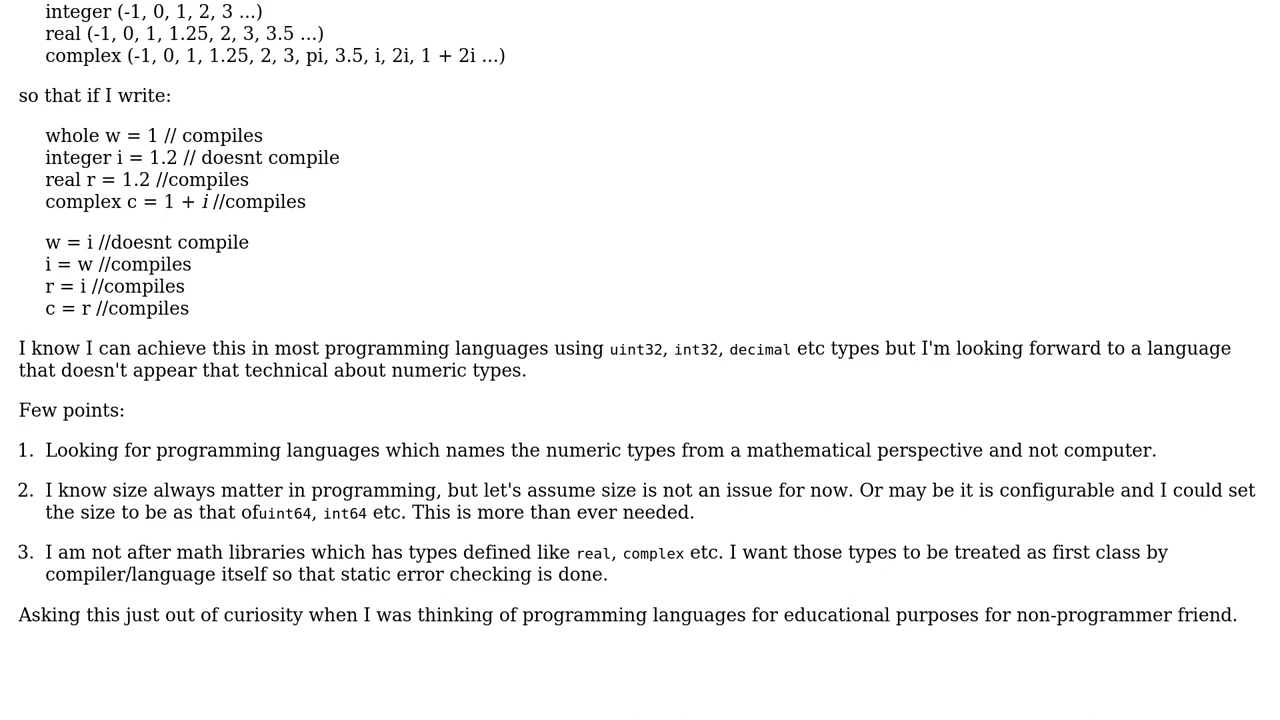 integer (-1, 0, 1, 2, 3 ...)
real (-1, 0, 1, 1.25, 2, 3, 3.5 ...)
complex (-1, 0, 1, 1.25, 2, 3, pi, 3.5, i, 2i, 1 + 2i ...)
so that if I write:
whole w = 1 // compiles
integer i = 1.2 // doesnt compile
real r = 1.2 //compiles
complex c = 1 + i //compiles
w = i //doesnt compile
i = w //compiles
r = i //compiles
c = r //compiles
I know I can achieve this in most programming languages using uint32, int32, decimal etc types but I'm looking forward to a language
that doesn't appear that technical about numeric types.
Few points:
1. Looking for programming languages which names the numeric types from a mathematical perspective and not computer.
2. I know size always matter in programming, but let's assume size is not an issue for now. Or may be it is configurable and I could set
the size to be as that ofuint64, int64 etc. This is more than ever needed.
3. I am not after math libraries which has types defined like real, complex etc. I want those types to be treated as first class by
compiler/language itself so that static error checking is done.
Asking this just out of curiosity when I was thinking of programming languages for educational purposes for non-programmer friend.